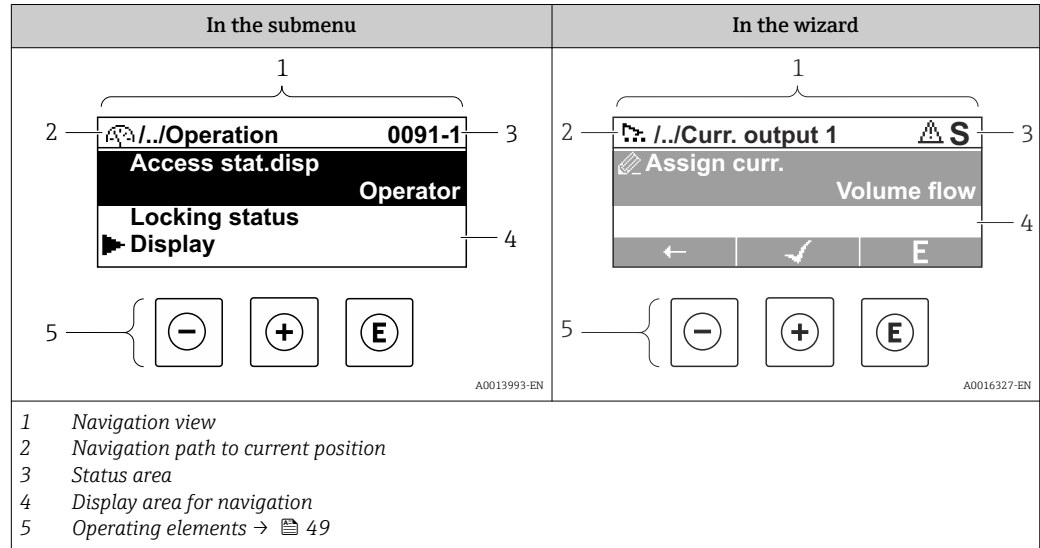 In the submenu
In the wizard
1
2
/../Operation 0091-1
3
Access stat.disp
Operator
Locking status
Display
4
5
E
A0013993-EN
1
2
/../Curr. output 1 S
3
Assign curr.
Volume flow
4
E
5
E
A0016327-EN
1 Navigation view
2 Navigation path to current position
3 Status area
4 Display area for navigation
5 Operating elements → 49